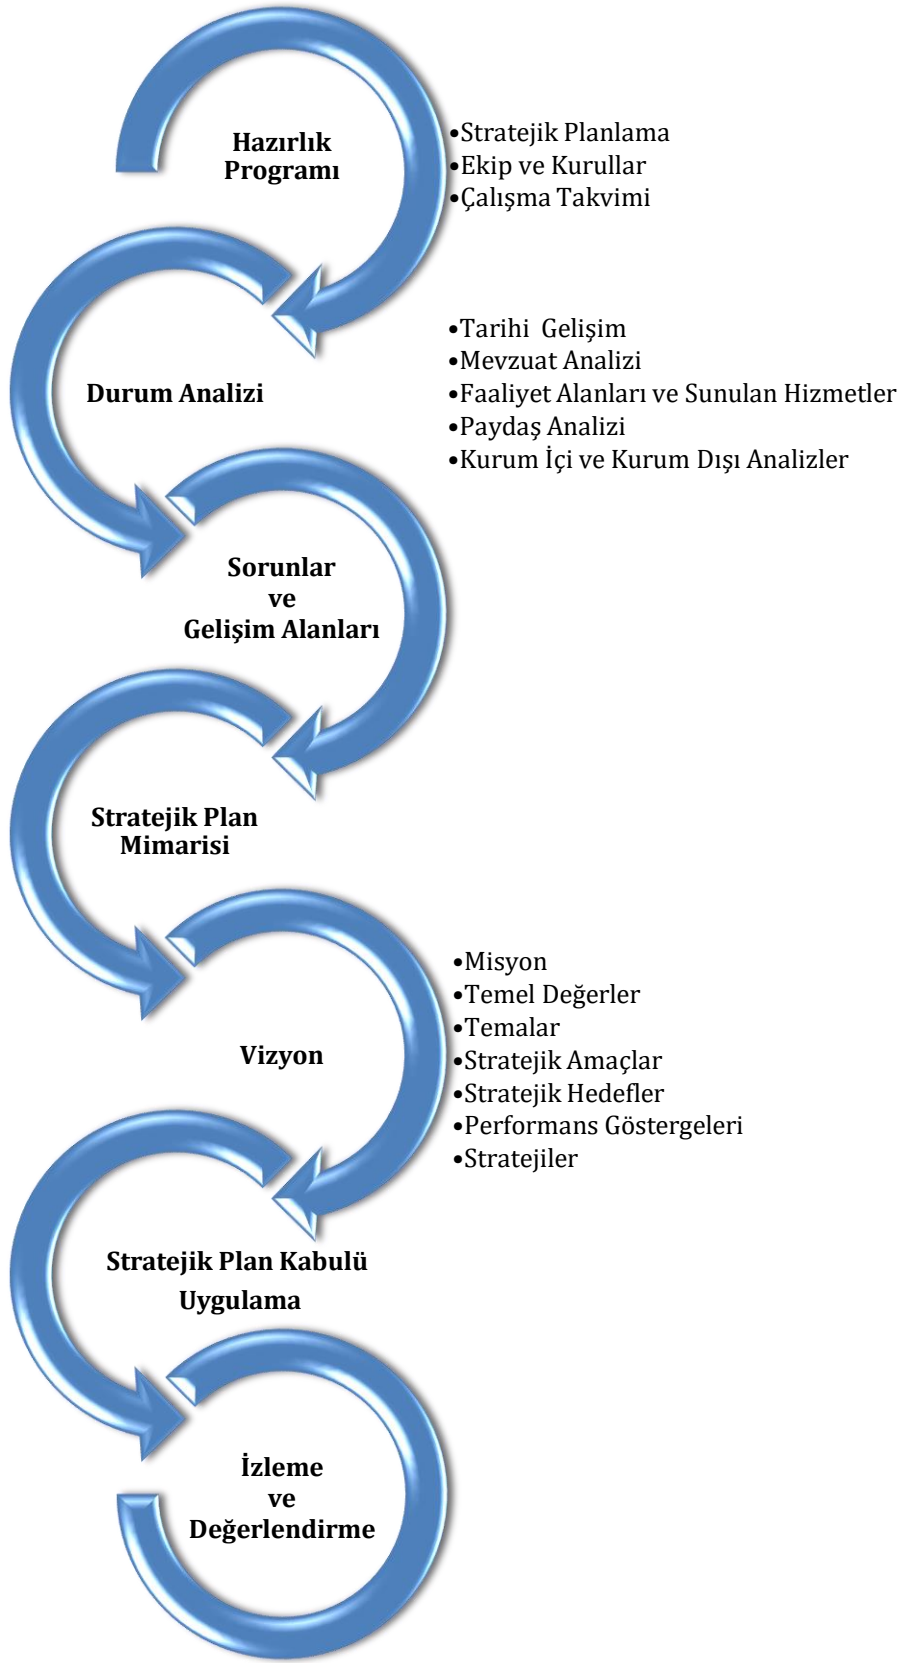 Hazırlık
Programı
•Stratejik Planlama
•Ekip ve Kurullar
•Çalışma Takvimi
Durum Analizi
•Tarihi  Gelişim
•Mevzuat Analizi
•Faaliyet Alanları ve Sunulan Hizmetler
•Paydaş Analizi
•Kurum İçi ve Kurum Dışı Analizler
Sorunlar
ve
Gelişim Alanları
Stratejik Plan
Mimarisi
Vizyon
•Misyon
•Temel Değerler
•Temalar
•Stratejik Amaçlar
•Stratejik Hedefler
•Performans Göstergeleri
•Stratejiler
Stratejik Plan Kabulü
Uygulama
İzleme
ve
Değerlendirme